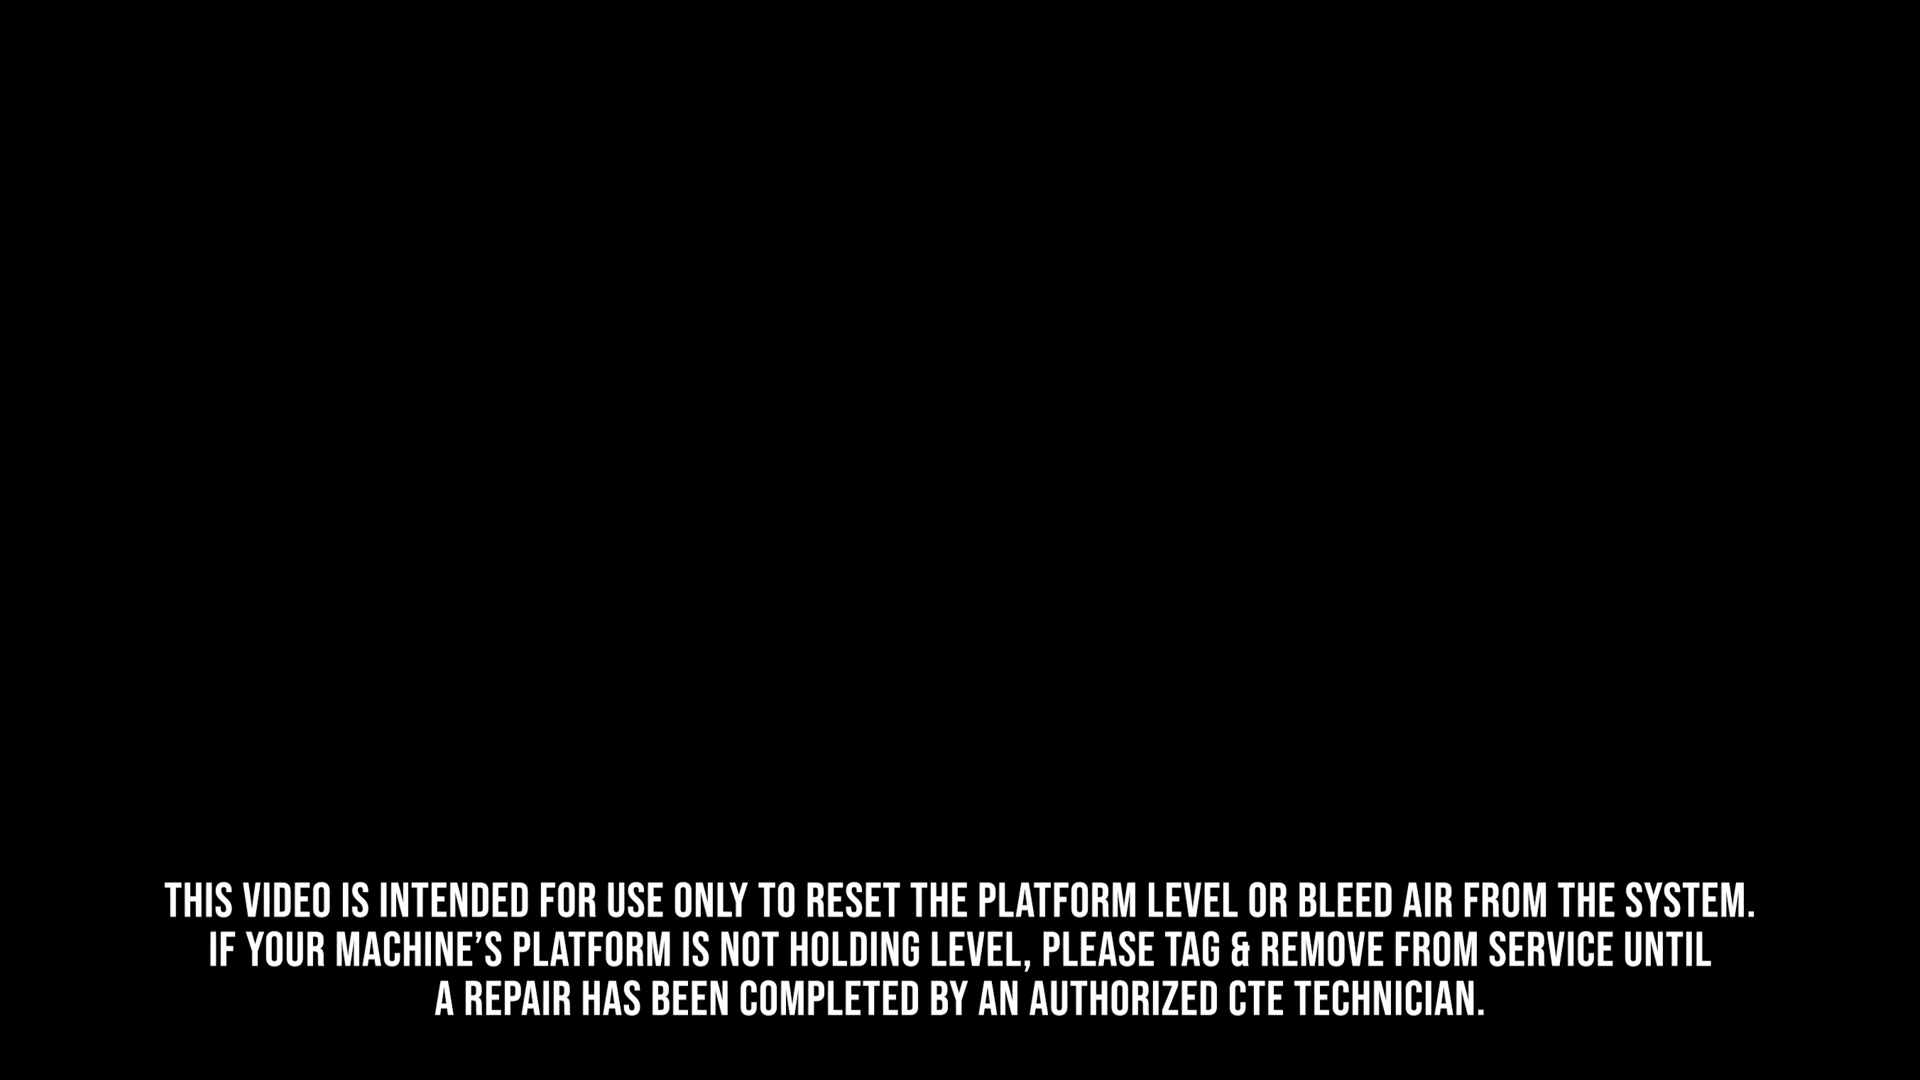 THIS VIDEO IS INTENDED FOR USE ONLY TO RESET THE PLATFORM LEVEL OR BLEED AIR FROM THE SYSTEM.
IF YOUR MACHINE’S PLATFORM IS NOT HOLDING LEVEL, PLEASE TAG & REMOVE FROM SERVICE UNTIL
A REPAIR HAS BEEN COMPLETED BY AN AUTHORIZED CTE TECHNICIAN.